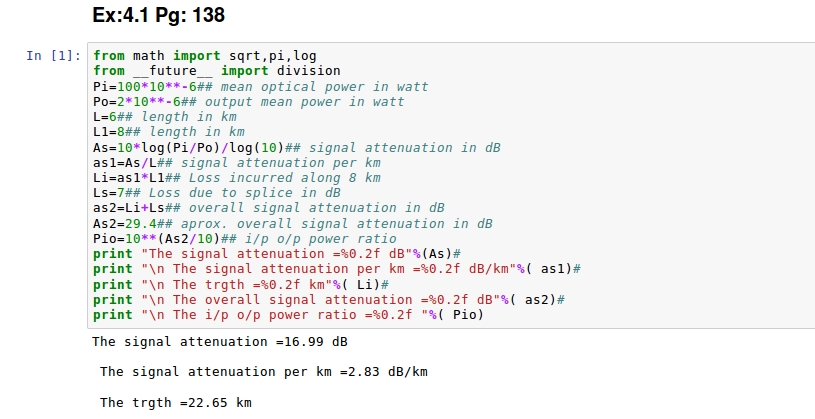 Ex:4.1 Pg: 138
In [1]: from math import sqrt,pi,log
from __future__ import division
Pi=100*10**-6## mean optical power in watt
Po=2*10**-6## output mean power in watt
L=6## length in km
L1=8## length in km
As=10*log(Pi/Po)/log(10)## signal attenuation in dB
as1=As/L## signal attenuation per km
Li=as1*L1## Loss incurred along 8 km
Ls=7## Loss due to splice in dB
as2=Li+Ls## overall signal attenuation in dB
As2=29.4## aprox. overall signal attenuation in dB
Pio=10**(As2/10)## i/p o/p power ratio
print "The signal attenuation =%0.2f dB"%(As)#
print "\n The signal attenuation per km =%0.2f dB/km"%( as1)#
print "\n The trgth =%0.2f km"%( Li)#
print "\n The overall signal attenuation =%0.2f dB"%( as2)#
print "\n The i/p o/p power ratio =%0.2f "%( Pio)
The signal attenuation =16.99 dB
The signal attenuation per km =2.83 dB/km
The trgth =22.65 km